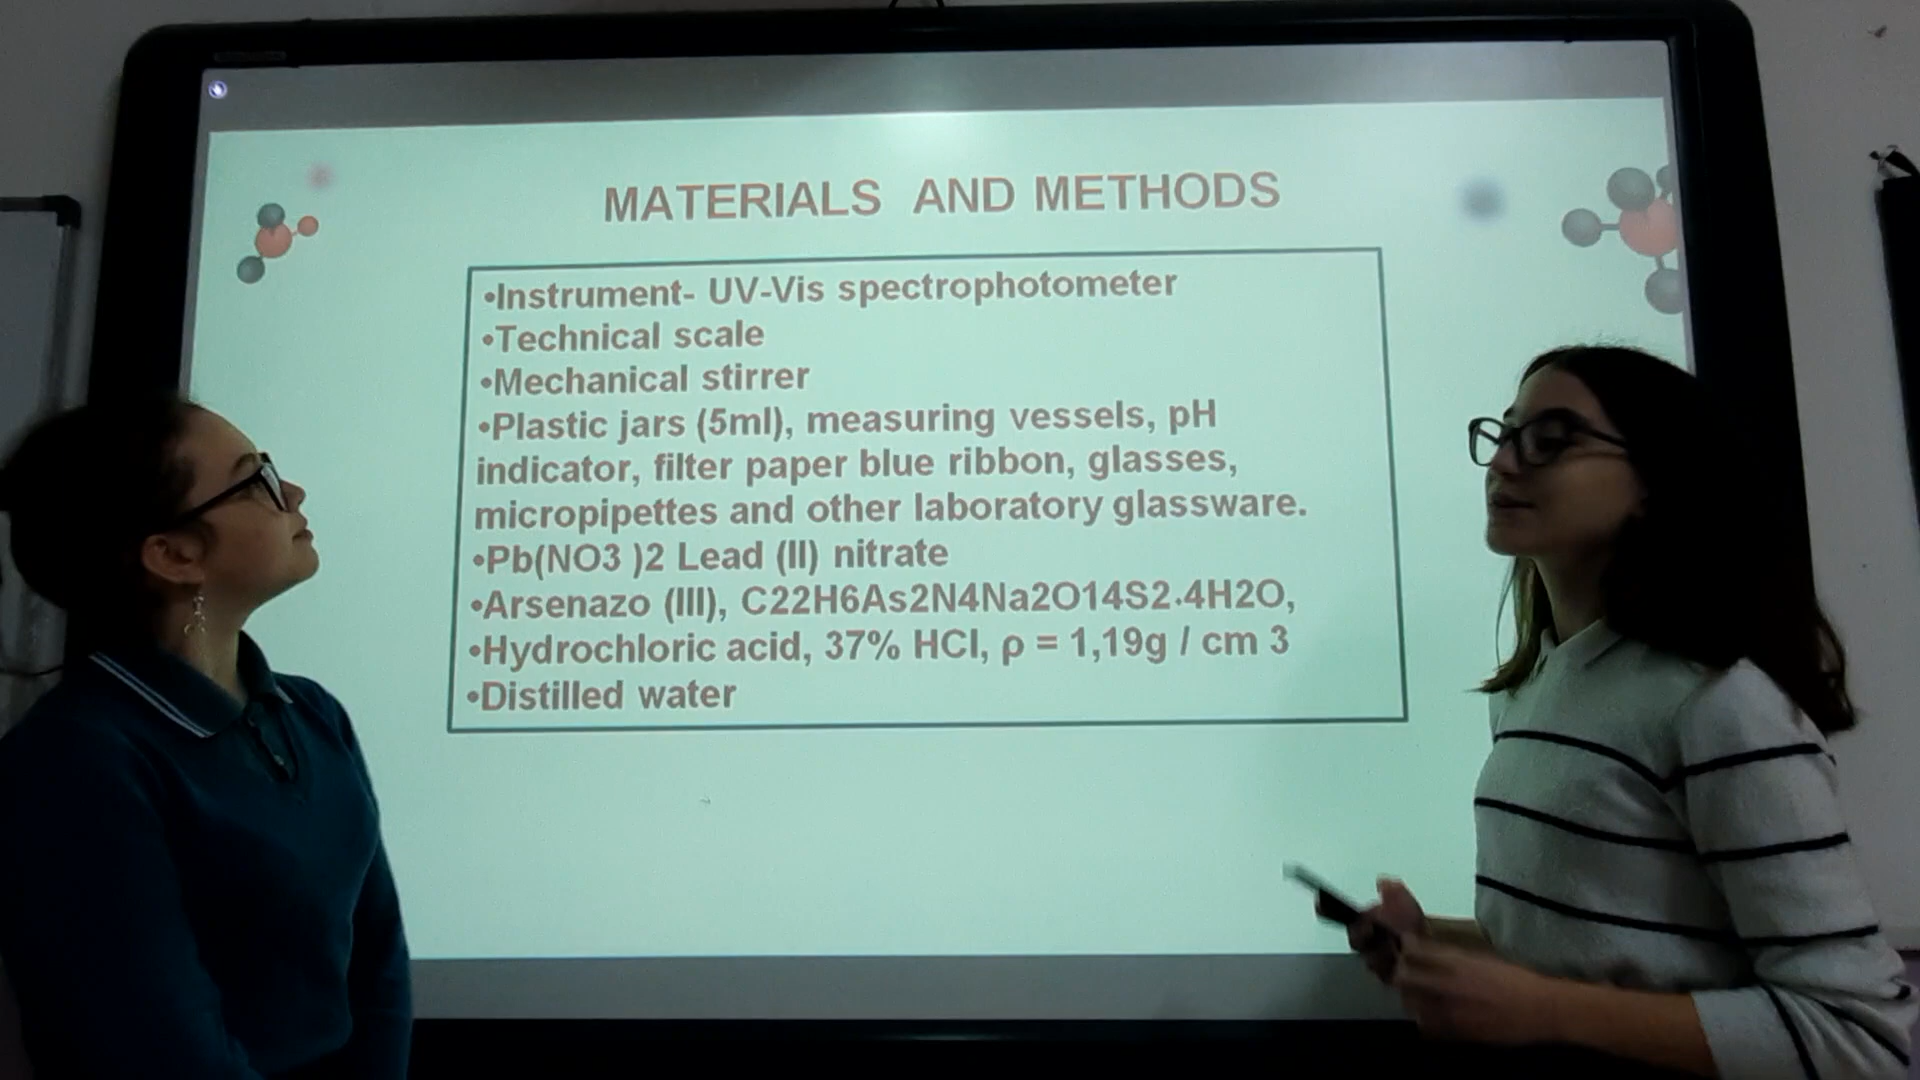 MATERIALS AND METHODS
•Instrument- UV-Vis spectrophotometer
•Technical scale
•Mechanical stirrer
•Plastic jars (5ml), measuring vessels, pH
indicator, filter paper blue ribbon, glasses,
micropipettes and other laboratory glassware.
•Pb(NO3 )2 Lead (II) nitrate
•Arsenazo (III), C22H6As2N4Na2O14S2·4H2O,
•Hydrochloric acid, 37% HCl, ρ = 1,19g / cm 3
•Distilled water